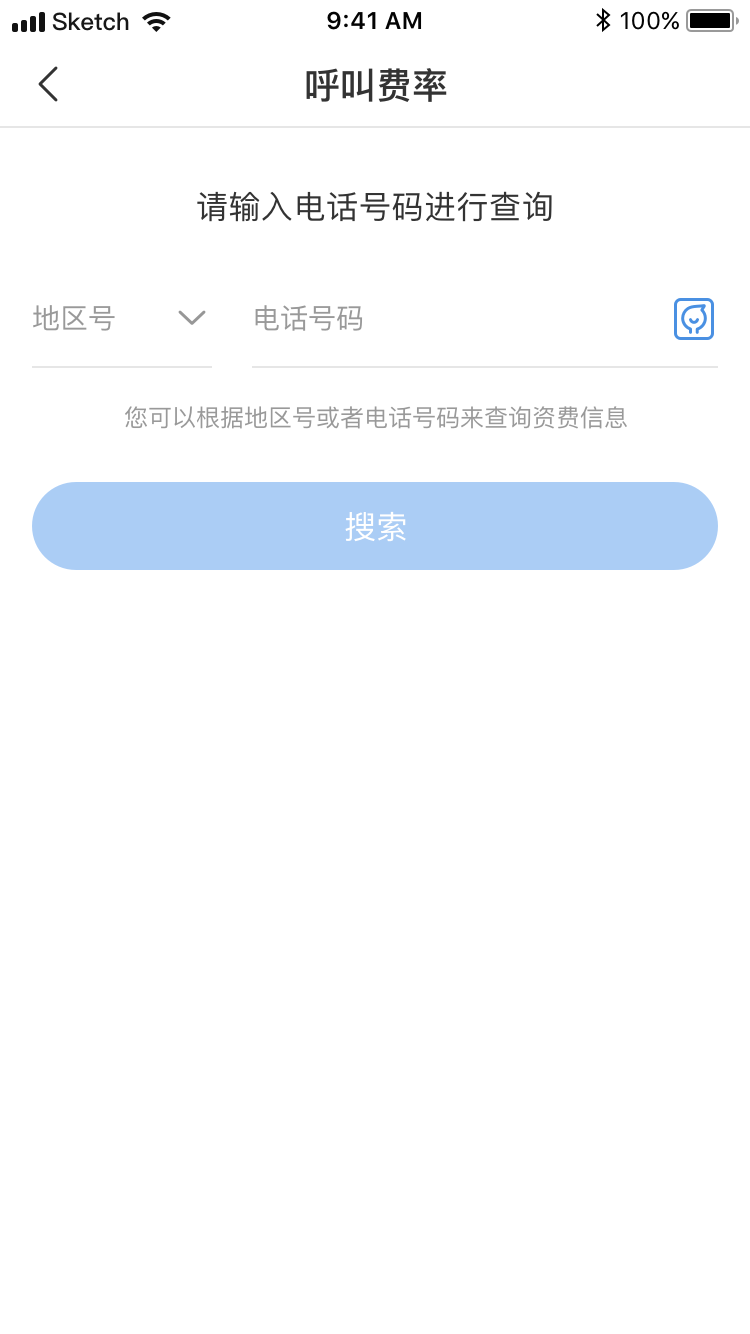 Sketch 9:41 AM 100%
呼叫费率
请输入电话号码进行查询
地区号 电话号码
您可以根据地区号或者电话号码来查询资费信息
搜索